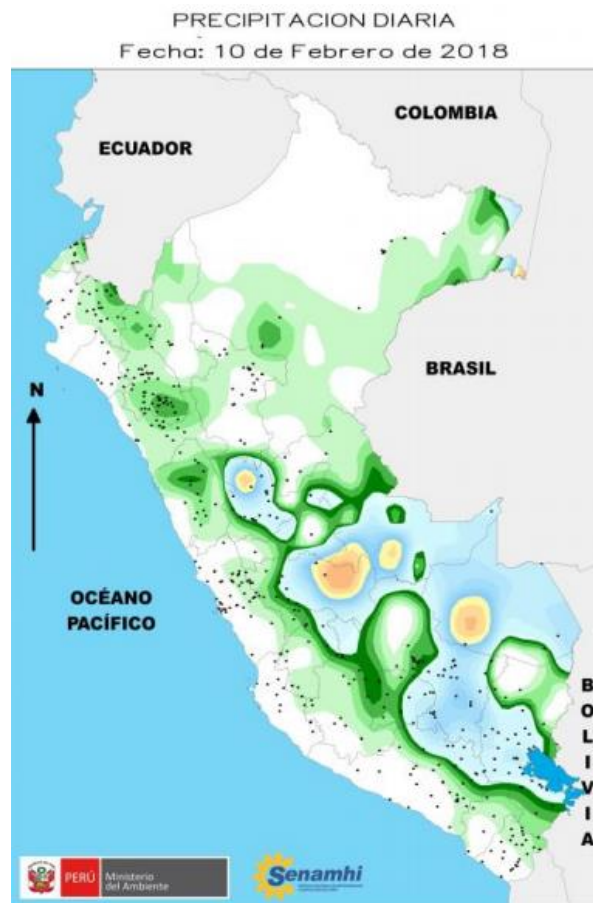 PRECIPITACION DIARIA
Fecha: 10 de Febrero de 2018
COLOMBIA
ECUADOR
BRASIL
N
OCÉANO
PACÍFICO
B
O
L
I
V
I
A
PERÚ
Ministerio
del Ambiente
Senamhi